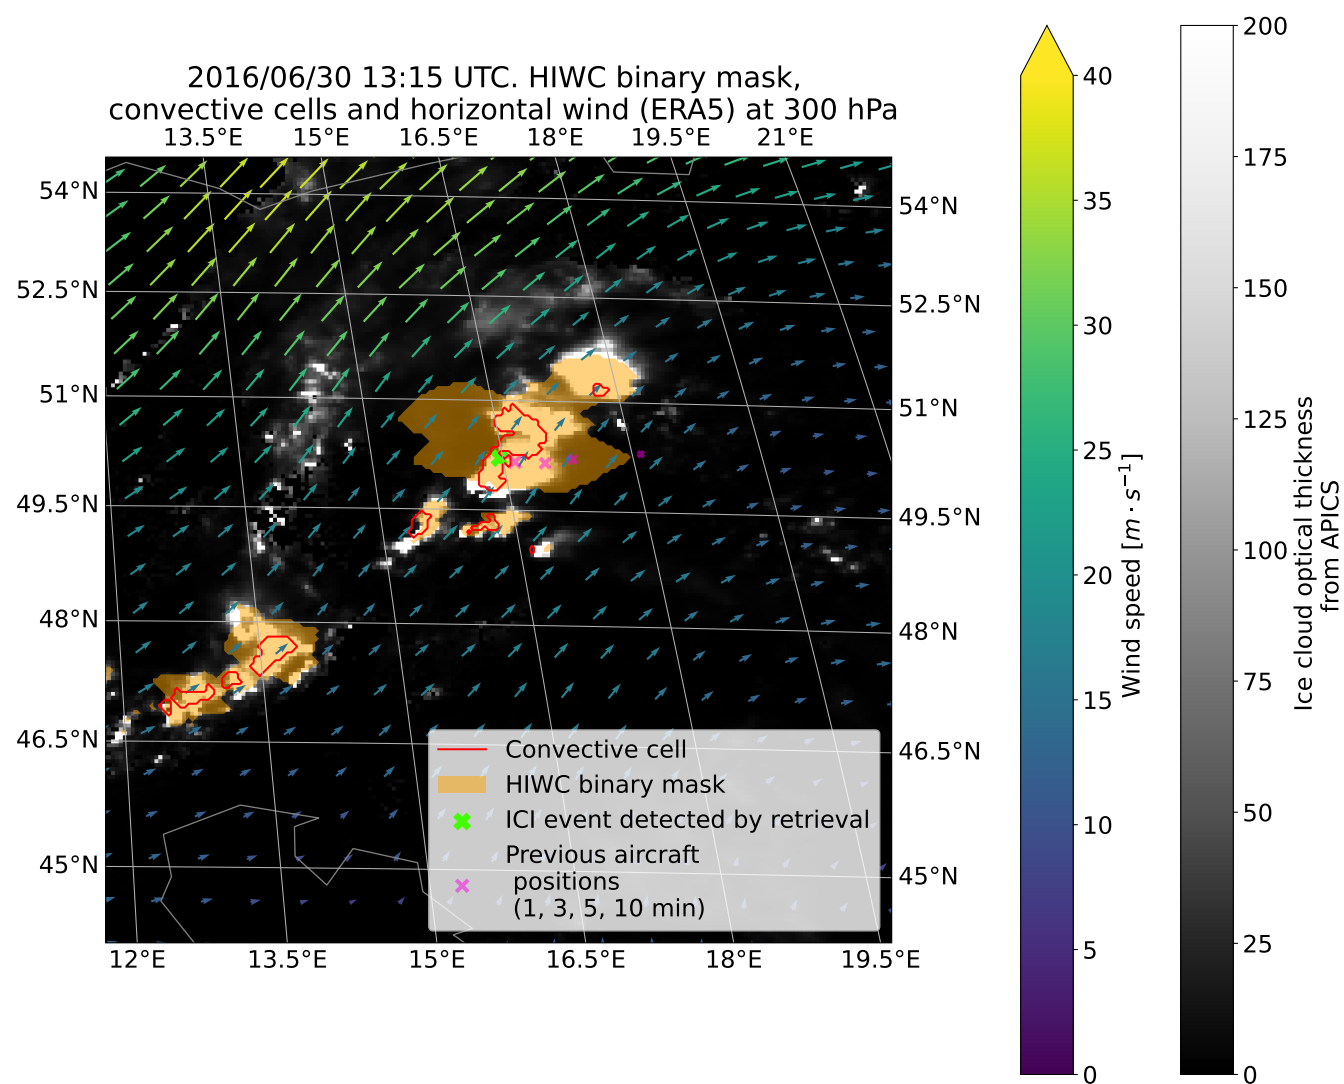 2016/06/30 13:15 UTC. HIWC binary mask,
convective cells and horizontal wind (ERA5) at 300 hPa
13.5°E 15°E 16.5°E 18°E 19.5°E 21°E
54°N
52.5°N
51°N
49.5°N
48°N
46.5°N
45°N
54°N
52.5°N
51°N
49.5°N
48°N
46.5°N
45°N
Convective cell
HIWC binary mask
ICI event detected by retrieval
Previous aircraft
positions
(1, 3, 5, 10 min)
12°E 13.5°E 15°E 16.5°E 18°E 19.5°E
40
35
30
25
20
15
10
5
0
Wind speed [m · s⁻¹]
200
175
150
125
100
75
50
25
0
Ice cloud optical thickness
from APICS